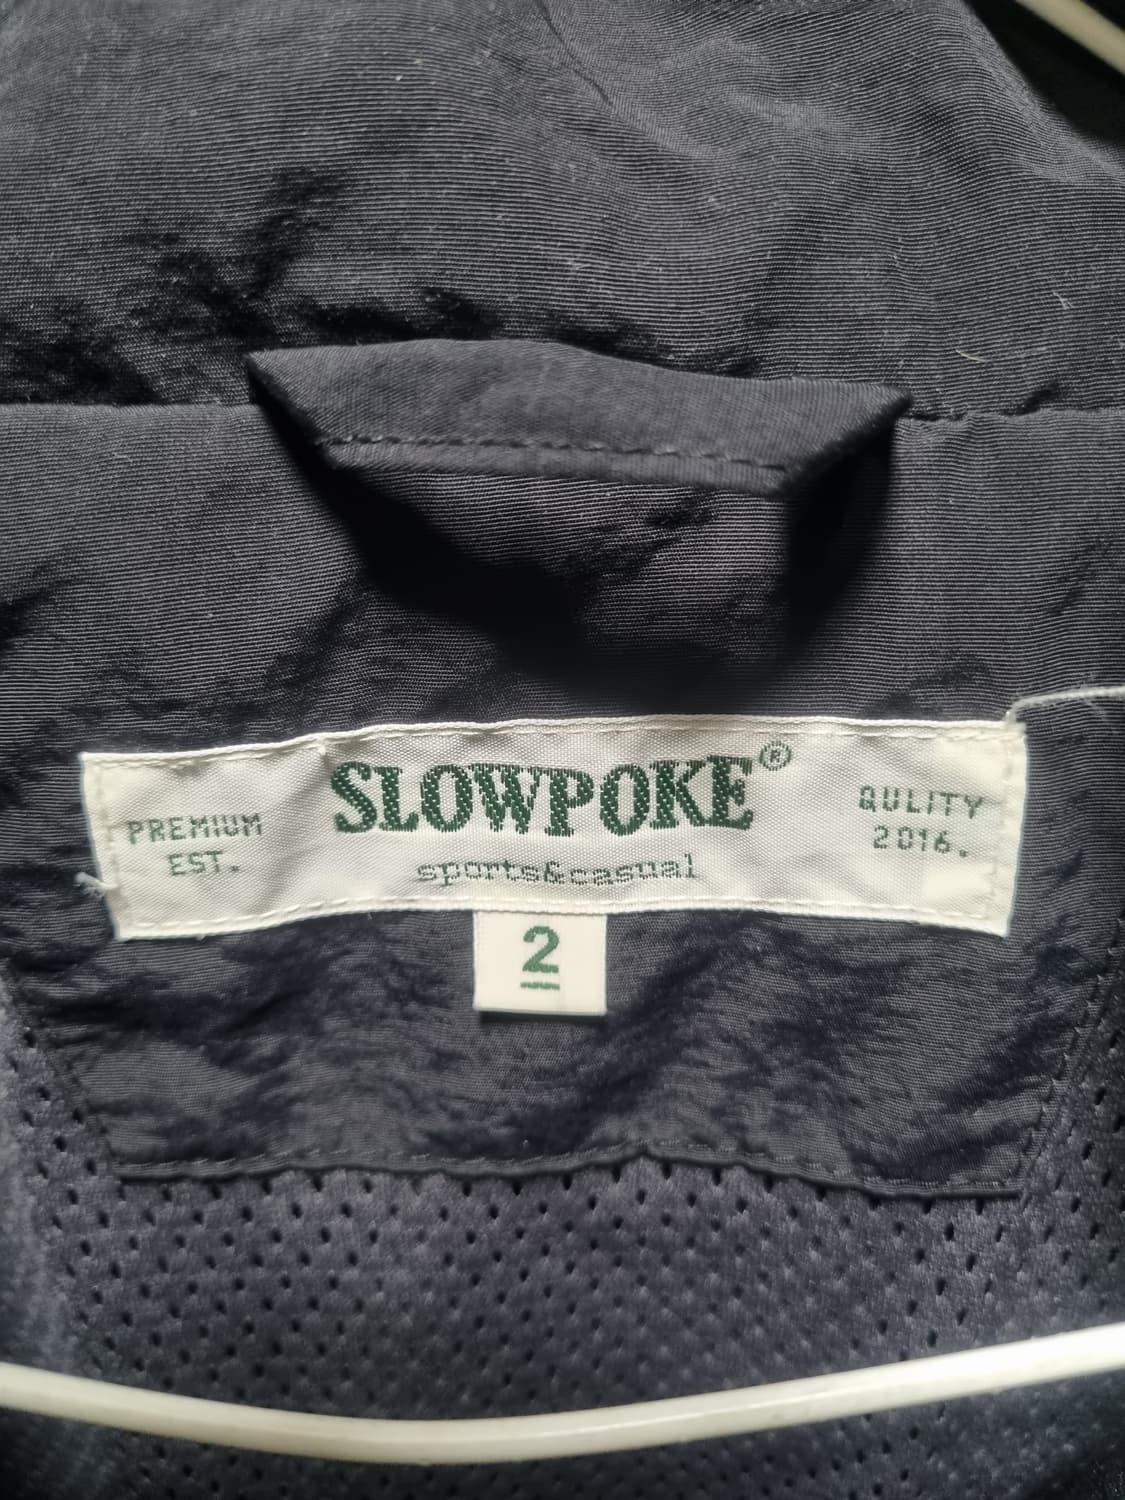 SLOWPOKE®
sports&casual
PREMIUM
EST.
QULITY
2016.
2